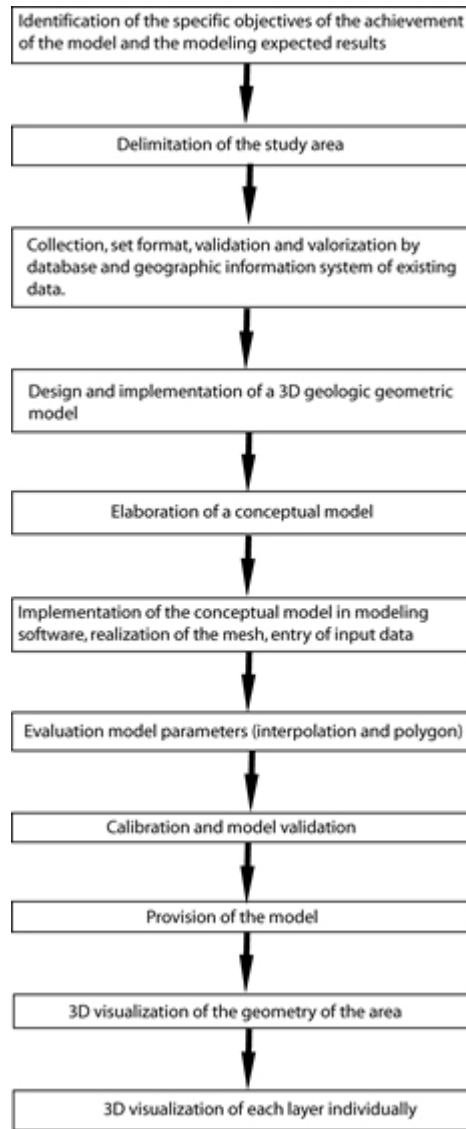 Identification of the specific objectives of the achievement
of the model and the modeling expected results
Delimitation of the study area
Collection, set format, validation and valorization by
database and geographic information system of existing
data.
Design and implementation of a 3D geologic geometric
model
Elaboration of a conceptual model
Implementation of the conceptual model in modeling
software, realization of the mesh, entry of input data
Evaluation model parameters (interpolation and polygon)
Calibration and model validation
Provision of the model
3D visualization of the geometry of the area
3D visualization of each layer individually